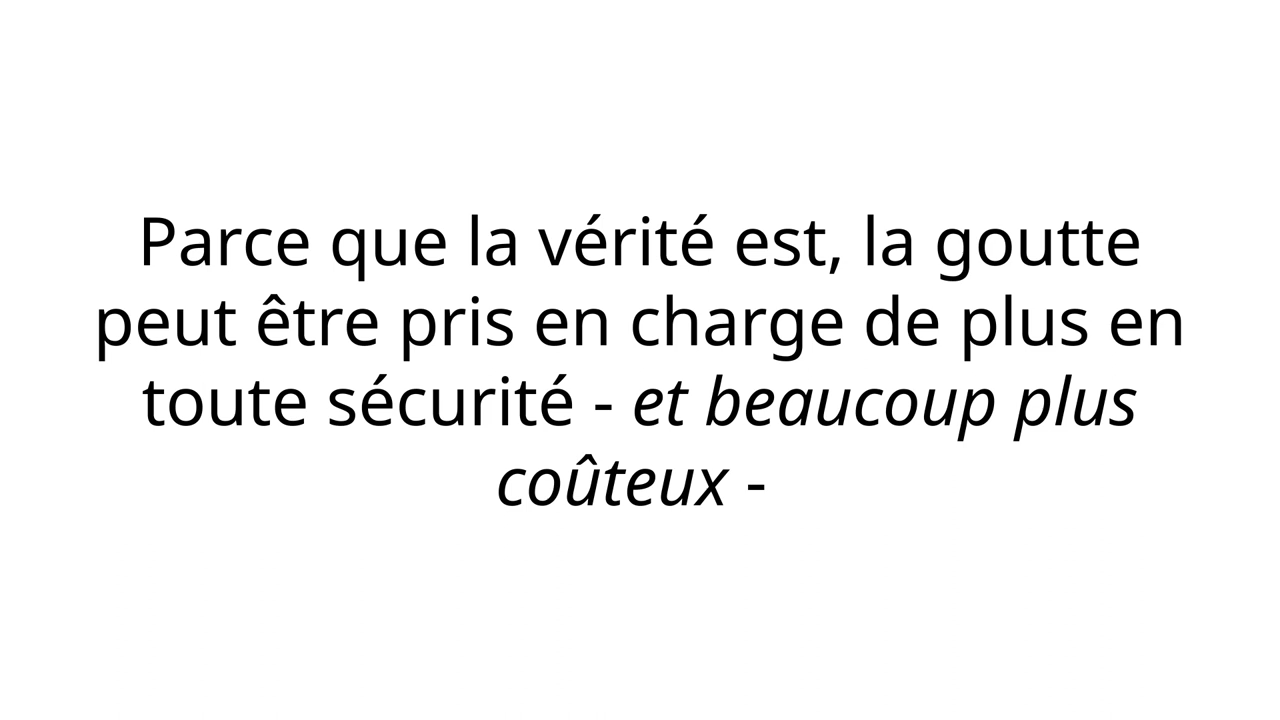 Parce que la vérité est, la goutte
peut être pris en charge de plus en
toute sécurité - et beaucoup plus
coûteux -